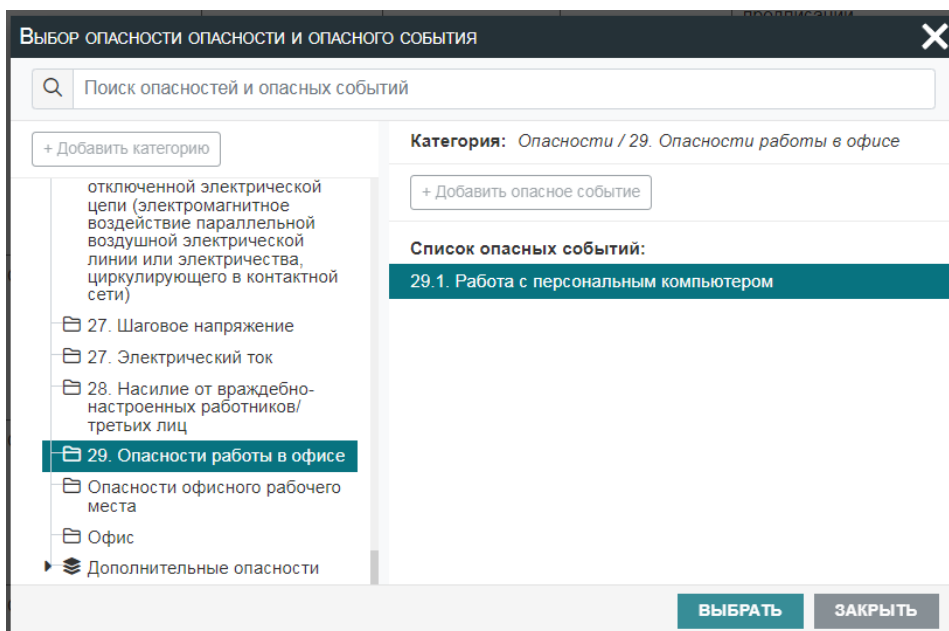 предписаний
Выбор опасности опасности и опасного события
Поиск опасностей и опасных событий
+ Добавить категорию
отключенной электрической
цепи (электромагнитное
воздействие параллельной
воздушной электрической
линии или электричества,
циркулирующего в контактной
сети)
27. Шаговое напряжение
27. Электрический ток
28. Насилие от враждебно-
настроенных работников/
третьих лиц
29. Опасности работы в офисе
Опасности офисного рабочего
места
Офис
Дополнительные опасности
Категория: Опасности / 29. Опасности работы в офисе
+ Добавить опасное событие
Список опасных событий:
29.1. Работа с персональным компьютером
ВЫБРАТЬ
ЗАКРЫТЬ